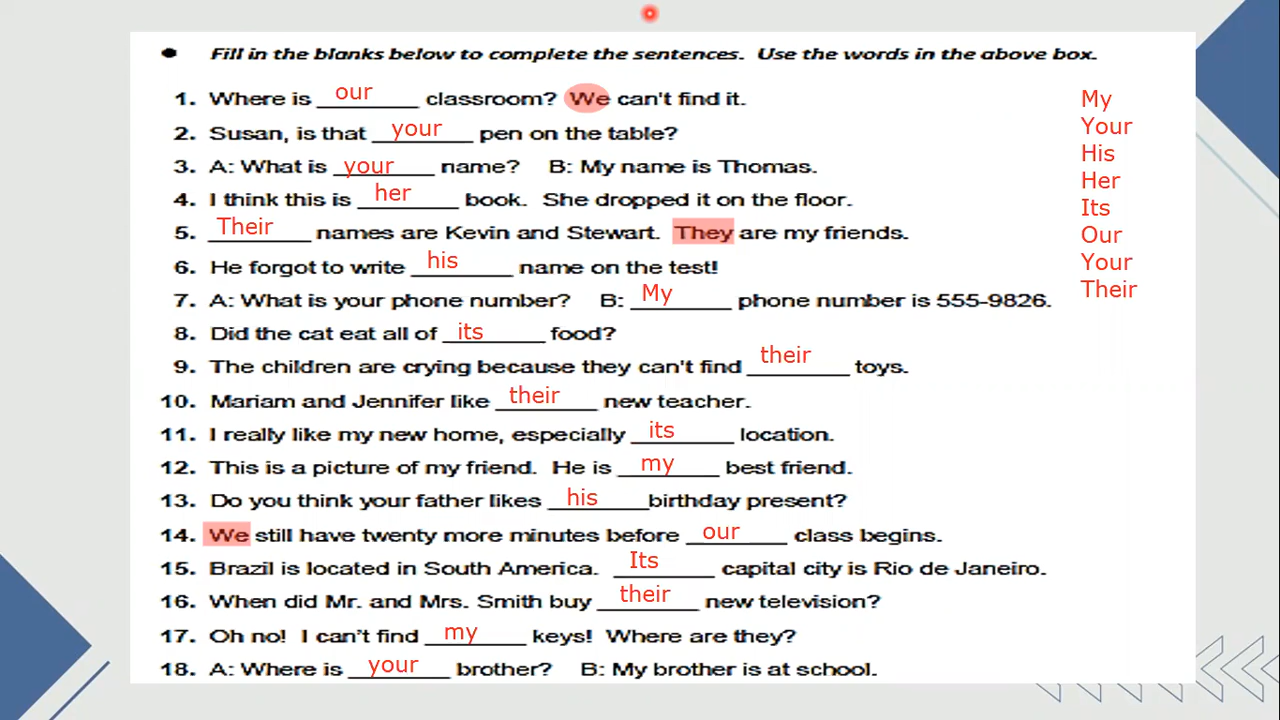 • Fill in the blanks below to complete the sentences. Use the words in the above box.
1. Where is our classroom? We can't find it.
2. Susan, is that your pen on the table?
3. A: What is your name? B: My name is Thomas.
4. I think this is her book. She dropped it on the floor.
5. Their names are Kevin and Stewart. They are my friends.
6. He forgot to write his name on the test!
7. A: What is your phone number? B: My phone number is 555-9826.
8. Did the cat eat all of its food?
9. The children are crying because they can't find their toys.
10. Mariam and Jennifer like their new teacher.
11. I really like my new home, especially its location.
12. This is a picture of my friend. He is my best friend.
13. Do you think your father likes his birthday present?
14. We still have twenty more minutes before our class begins.
15. Brazil is located in South America. Its capital city is Rio de Janeiro.
16. When did Mr. and Mrs. Smith buy their new television?
17. Oh no! I can't find my keys! Where are they?
18. A: Where is your brother? B: My brother is at school.
My
Your
His
Her
Its
Our
Your
Their